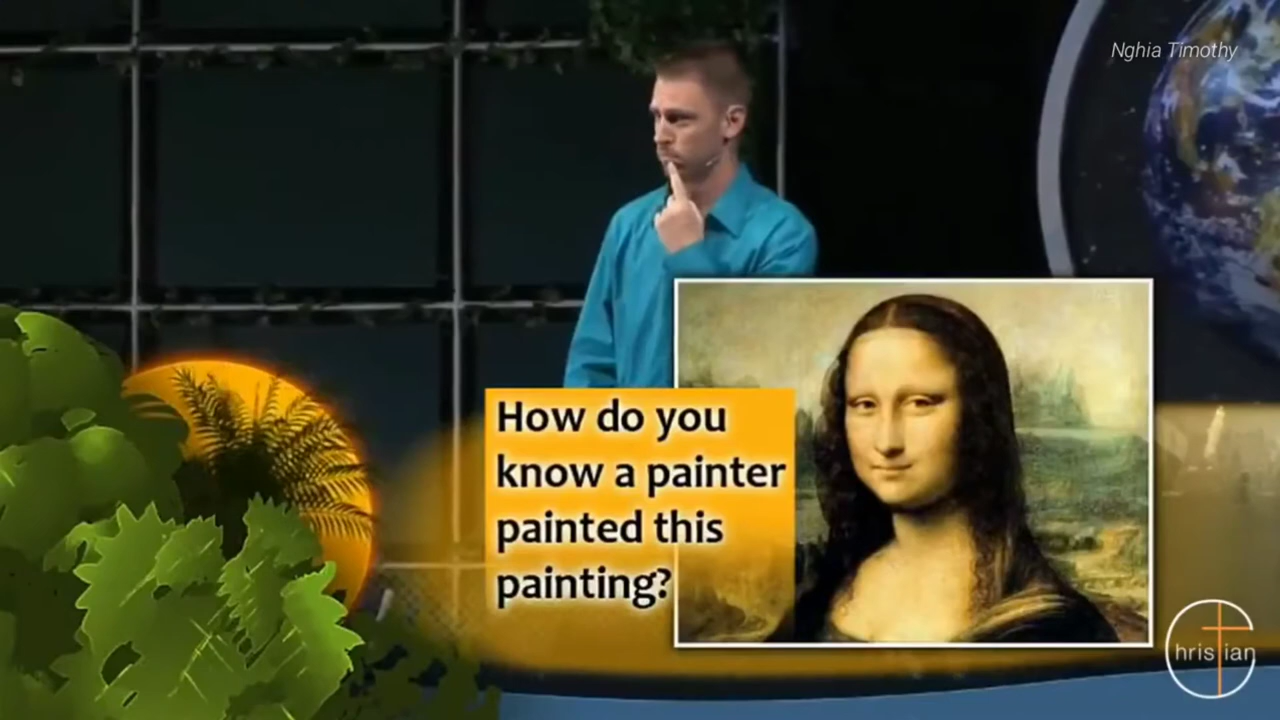 Nghia Timothy
How do you
know a painter
painted this
painting?
hristian